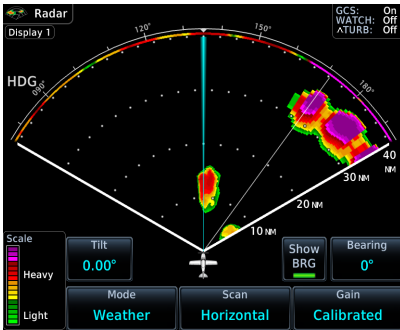 Radar
GCS: On
WATCH: Off
^TURB: Off
Display 1
HDG
090°
120°
150°
180°
40
NM
30 NM
20 NM
10 NM
Scale
Heavy
Light
Tilt
0.00°
Show
BRG
Bearing
0°
Mode
Weather
Scan
Horizontal
Gain
Calibrated